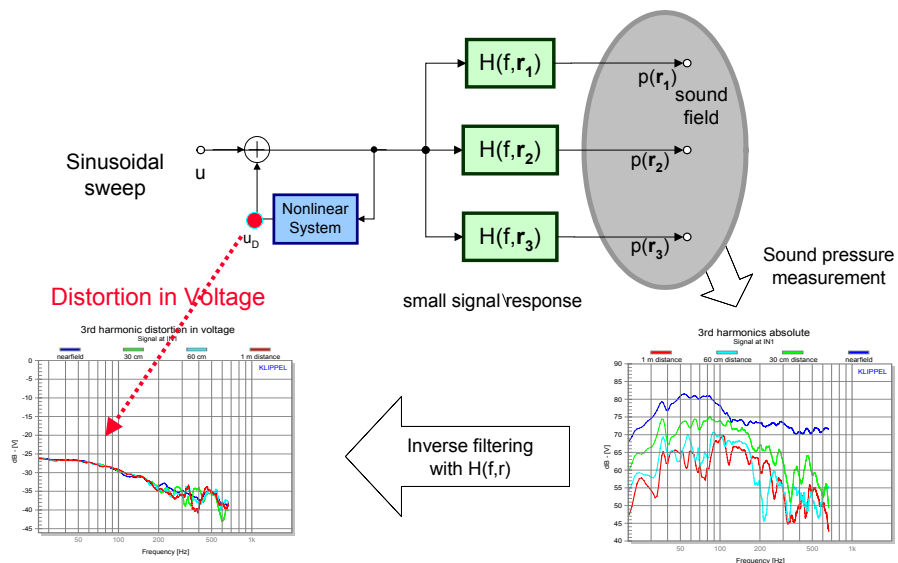 H(f,r1)
p(r1)
sound
field
Sinusoidal
sweep
u
H(f,r2)
p(r2)
Nonlinear
System
uD
H(f,r3)
p(r3)
Sound pressure
measurement
Distortion in Voltage
small signal response
3rd harmonic distortion in voltage
Signal at IN1
nearfield 30 cm 60 cm 1 m distance
KLIPPEL
0
-5
-10
-15
-20
-25
-30
-35
-40
-45
dB - [V]
50 100 200 500 1k
Frequency [Hz]
Inverse filtering
with H(f,r)
3rd harmonics absolute
Signal at IN1
1 m distance 60 cm distance 30 cm distance nearfield
KLIPPEL
90
85
80
75
70
65
60
55
50
45
40
dB - [V]
50 100 200 500 1k
Frequency [Hz]